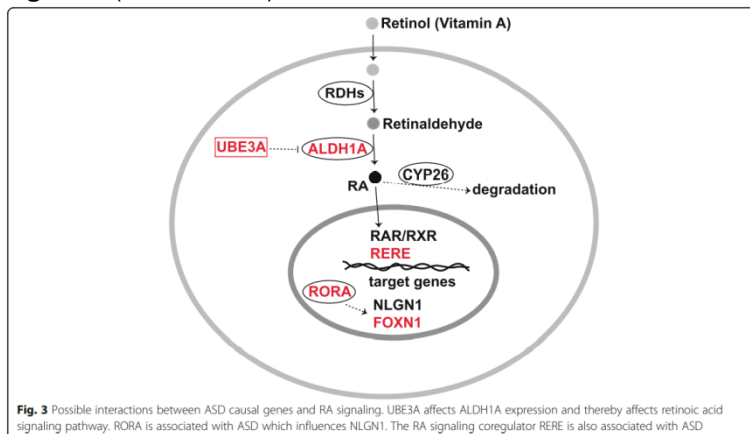 Retinol (Vitamin A)
RDHs
Retinaldehyde
UBE3A
ALDH1A
CYP26
RA
degradation
RAR/RXR
RERE
target genes
RORA
NLGN1
FOXN1
Fig. 3 Possible interactions between ASD causal genes and RA signaling. UBE3A affects ALDH1A expression and thereby affects retinoic acid
signaling pathway. RORA is associated with ASD which influences NLGN1. The RA signaling coregulator RERE is also associated with ASD